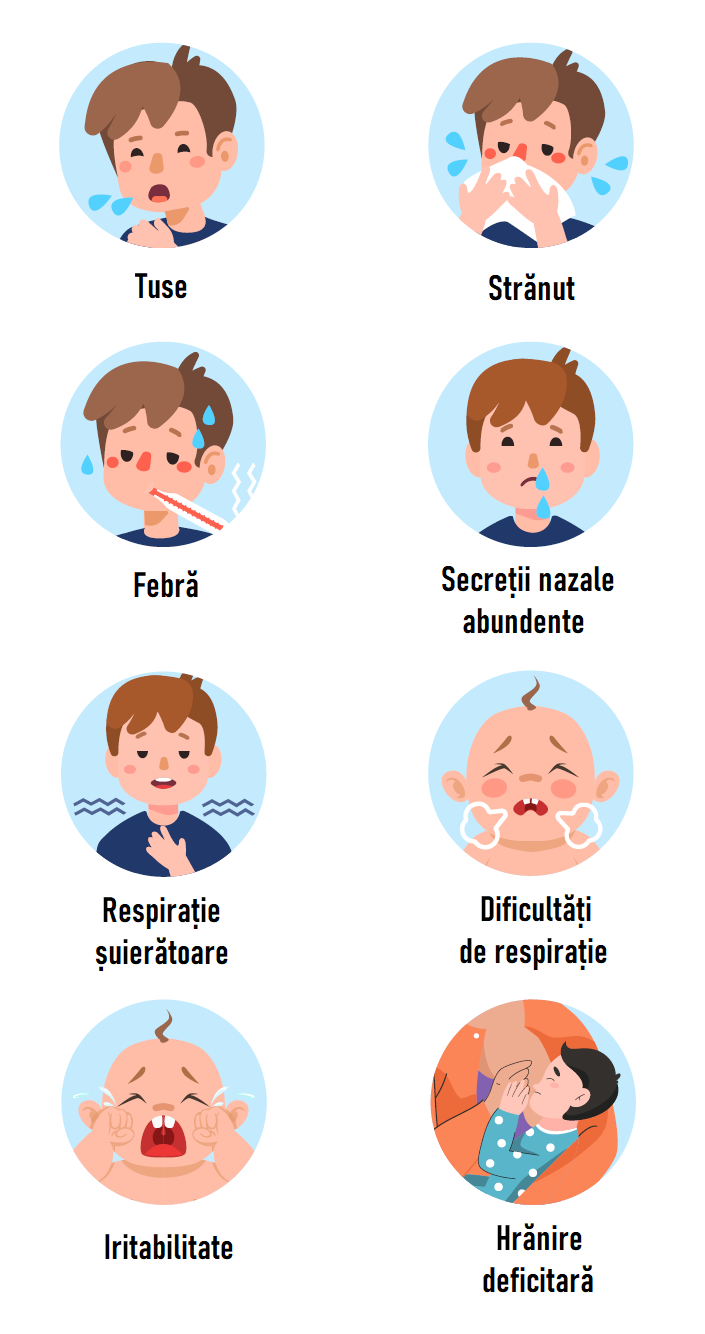 Tuse
Strănut
Febră
Secreții nazale
abundente
Respirație
șuierătoare
Dificultăți
de respirație
Iritabilitate
Hrănire
deficitară